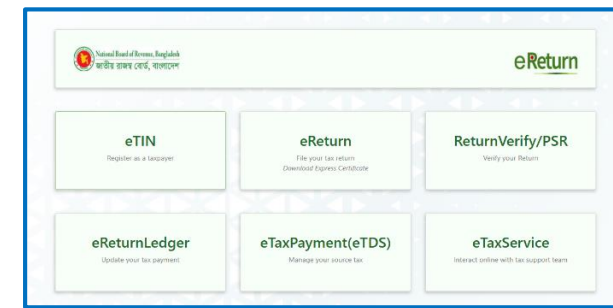 National Board of Revenue, Bangladesh
জাতীয় রাজস্ব বোর্ড, বাংলাদেশ
eReturn
eTIN
Register as a taxpayer
eReturn
File your tax return
Download Express Certificate
ReturnVerify/PSR
Verify your Return
eReturnLedger
Update your tax payment
eTaxPayment(eTDS)
Manage your source tax
eTaxService
Interact online with tax support team